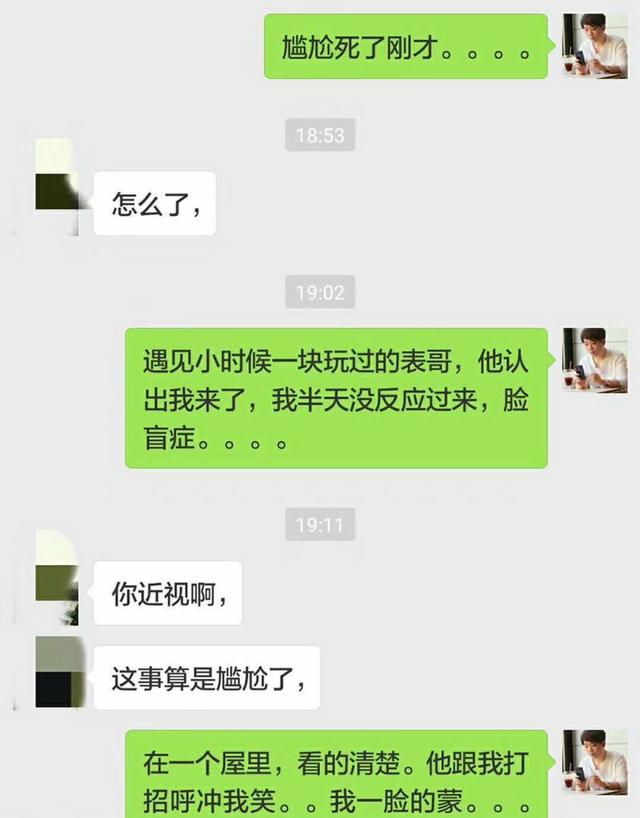 尴尬死了刚才。。。。
18:53
怎么了，
19:02
遇见小时候一块玩过的表哥，他认
出我来了，我半天没反应过来，脸
盲症。。。。
19:11
你近视啊，
这事算是尴尬了，
在一个屋里，看的清楚。他跟我打
招呼冲我笑。。我一脸的蒙。。。